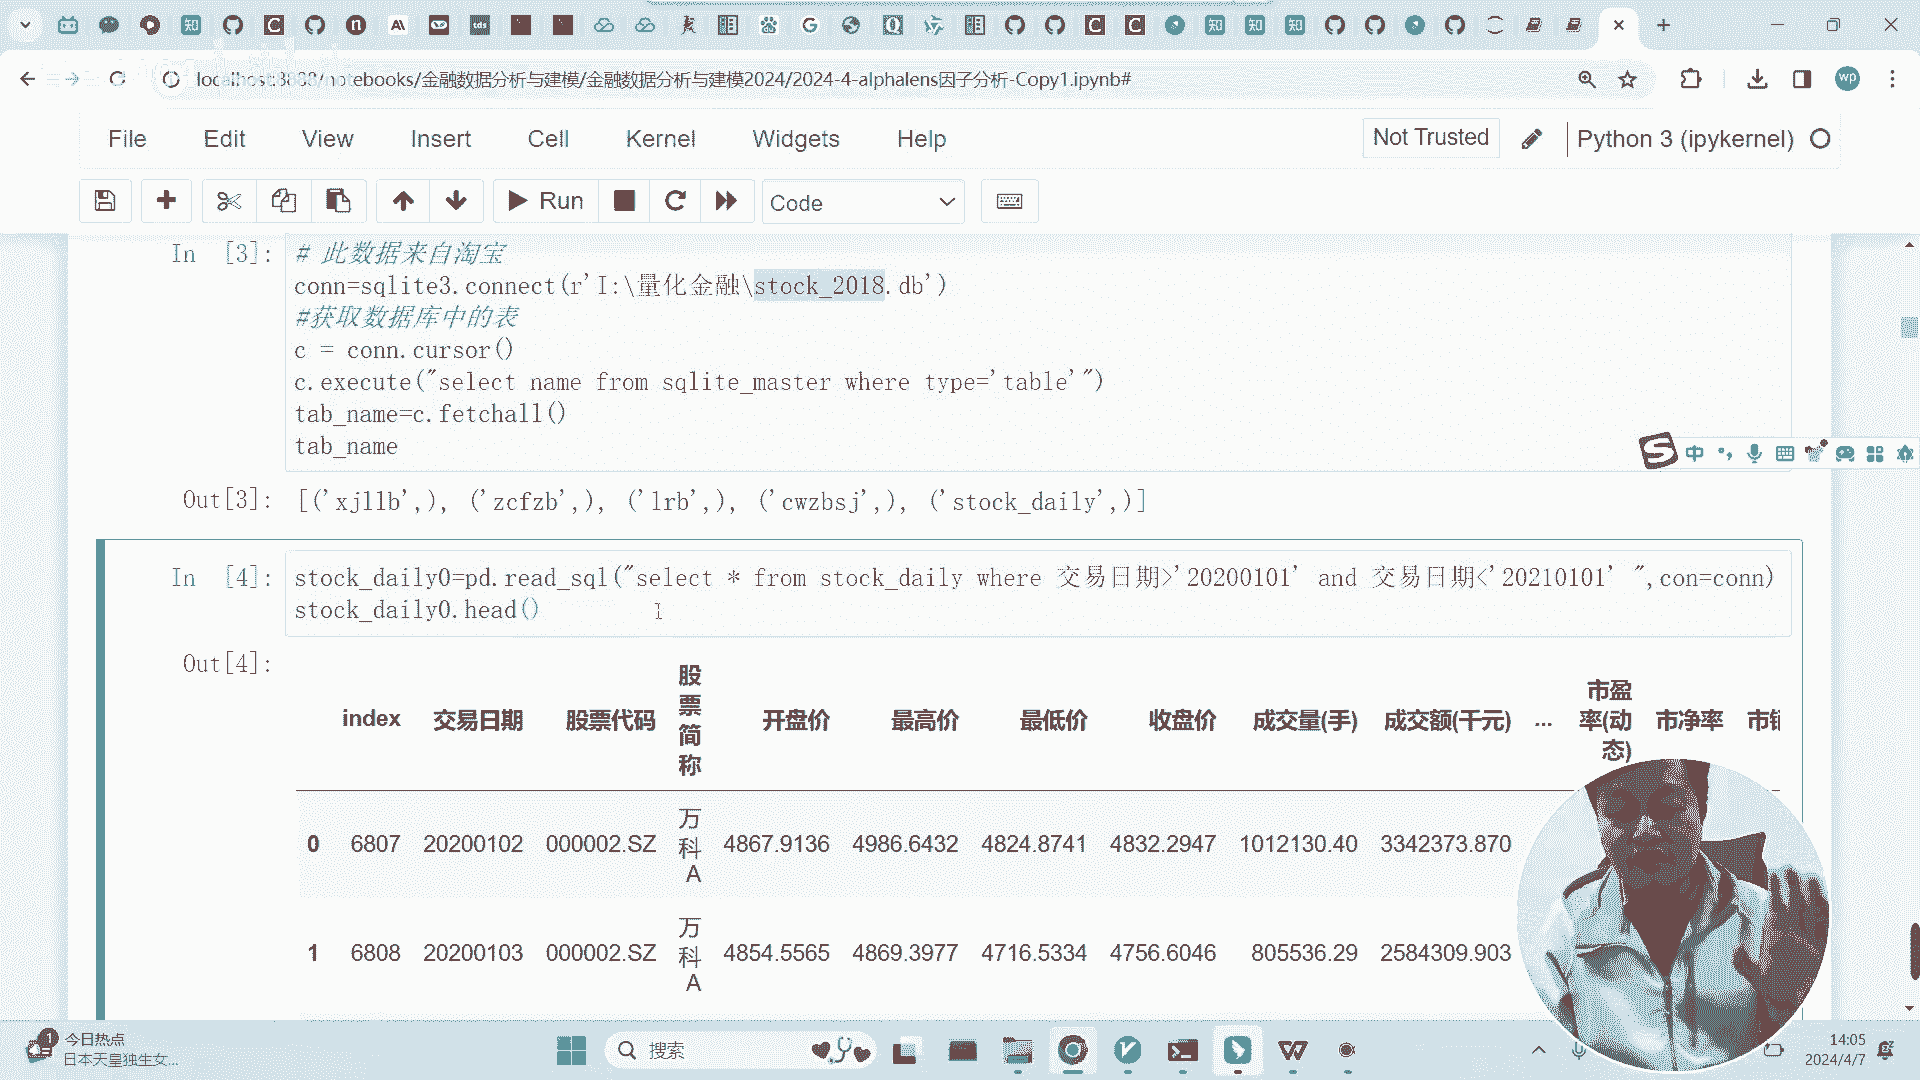 localhost:8888/notebooks/金融数据分析与建模/金融数据分析与建模2024/2024-4-alphalens因子分析-Copy1.ipynb#
File Edit View Insert Cell Kernel Widgets Help
Not Trusted
Python 3 (ipykernel)
Run
Code
In [3]:
# 此数据来自淘宝
conn=sqlite3.connect(r'I:\量化金融\stock_2018.db')
#获取数据库中的表
c = conn.cursor()
c.execute("select name from sqlite_master where type='table'")
tab_name=c.fetchall()
tab_name
Out[3]: [('xjllb',), ('zcfzb',), ('lrb',), ('cwzbsj',), ('stock_daily',)]
In [4]:
stock_daily0=pd.read_sql("select * from stock_daily where 交易日期>'20200101' and 交易日期<'20210101' ",con=conn)
stock_daily0.head()
Out[4]:
index 交易日期 股票代码 股票简称 开盘价 最高价 最低价 收盘价 成交量(手) 成交额(千元) ... 市盈率(动态) 市净率
0 6807 20200102 000002.SZ 万科A 4867.9136 4986.6432 4824.8741 4832.2947 1012130.40 3342373.870
1 6808 20200103 000002.SZ 万科A 4854.5565 4869.3977 4716.5334 4756.6046 805536.29 2584309.903
今日热点
日本天皇独生女...
搜索
14:05
2024/4/7
中
wp